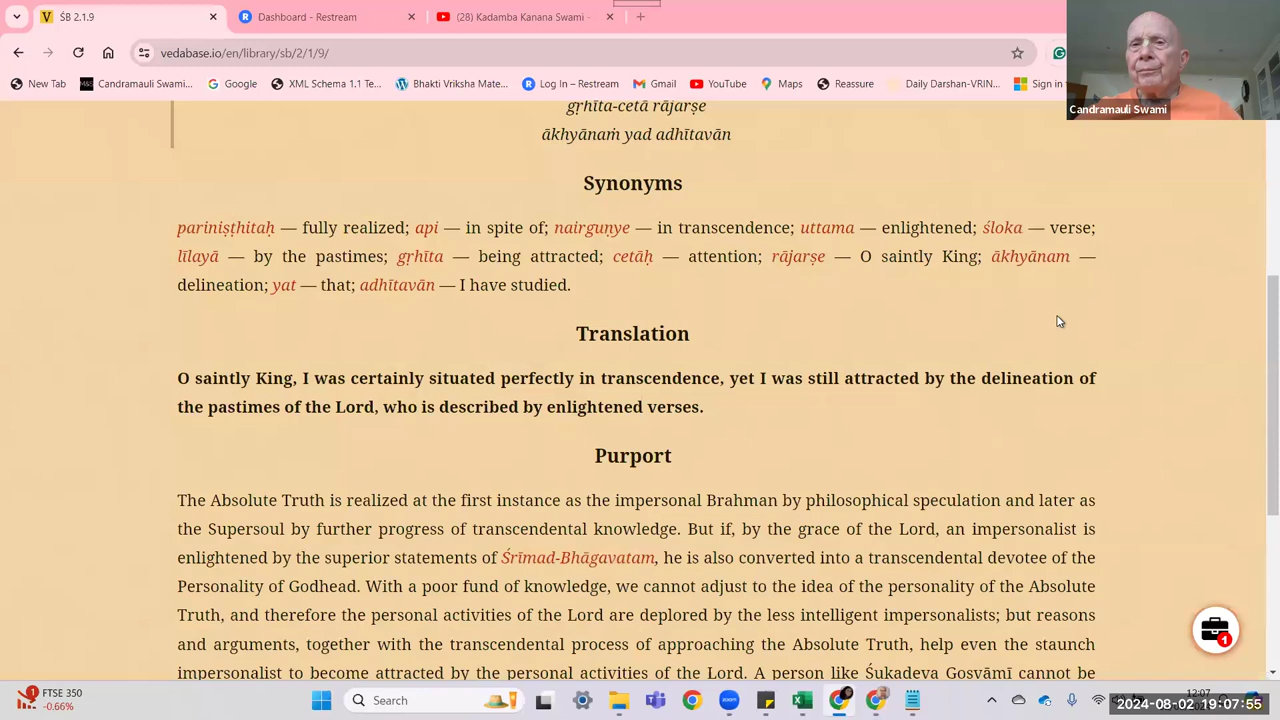 ŚB 2.1.9
Dashboard - Restream
(28) Kadamba Kanana Swami -
vedabase.io/en/library/sb/2/1/9/
New Tab
Candramauli Swami...
Google
XML Schema 1.1 Te...
Bhakti Vriksha Mate...
Log In – Restream
Gmail
YouTube
Maps
Reassure
Daily Darshan-VRIN...
Sign in
Candramauli Swami
gṛhīta-cetā rājarṣe
ākhyānaṁ yad adhītavān
Synonyms
pariniṣṭhitaḥ — fully realized; api — in spite of; nairguṇye — in transcendence; uttama — enlightened; śloka — verse;
līlayā — by the pastimes; gṛhīta — being attracted; cetāḥ — attention; rājarṣe — O saintly King; ākhyānam —
delineation; yat — that; adhītavān — I have studied.
Translation
O saintly King, I was certainly situated perfectly in transcendence, yet I was still attracted by the delineation of
the pastimes of the Lord, who is described by enlightened verses.
Purport
The Absolute Truth is realized at the first instance as the impersonal Brahman by philosophical speculation and later as
the Supersoul by further progress of transcendental knowledge. But if, by the grace of the Lord, an impersonalist is
enlightened by the superior statements of Śrīmad-Bhāgavatam, he is also converted into a transcendental devotee of the
Personality of Godhead. With a poor fund of knowledge, we cannot adjust to the idea of the personality of the Absolute
Truth, and therefore the personal activities of the Lord are deplored by the less intelligent impersonalists; but reasons
and arguments, together with the transcendental process of approaching the Absolute Truth, help even the staunch
impersonalist to become attracted by the personal activities of the Lord. A person like Śukadeva Gosvāmī cannot be
1
1
FTSE 350
-0.66%
Search
12:07
2024-08-02 19:07:55